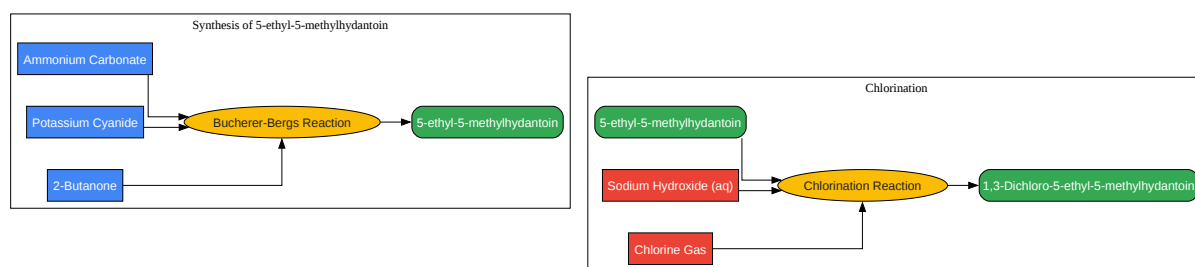 Synthesis of 5-ethyl-5-methylhydantoin
Ammonium Carbonate
Potassium Cyanide
Bucherer-Bergs Reaction
5-ethyl-5-methylhydantoin
2-Butanone
Chlorination
5-ethyl-5-methylhydantoin
Sodium Hydroxide (aq)
Chlorination Reaction
1,3-Dichloro-5-ethyl-5-methylhydantoin
Chlorine Gas